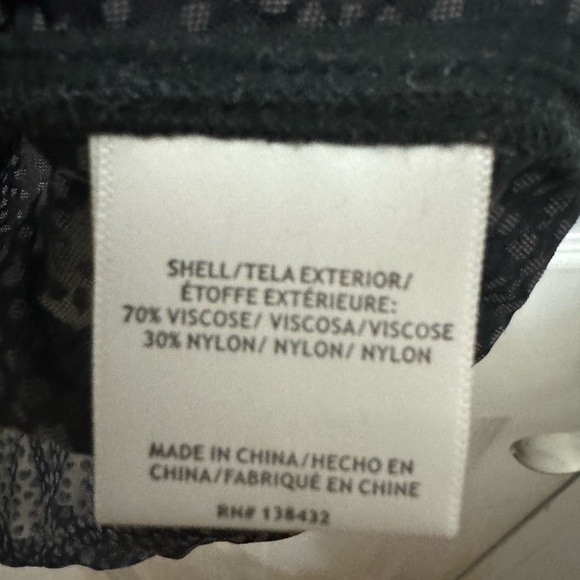 SHELL/TELA EXTERIOR/
ÉTOFFE EXTÉRIEURE:
70% VISCOSE/ VISCOSA/VISCOSE
30% NYLON/ NYLON/ NYLON
MADE IN CHINA/HECHO EN
CHINA/FABRIQUÉ EN CHINE
RN# 138432